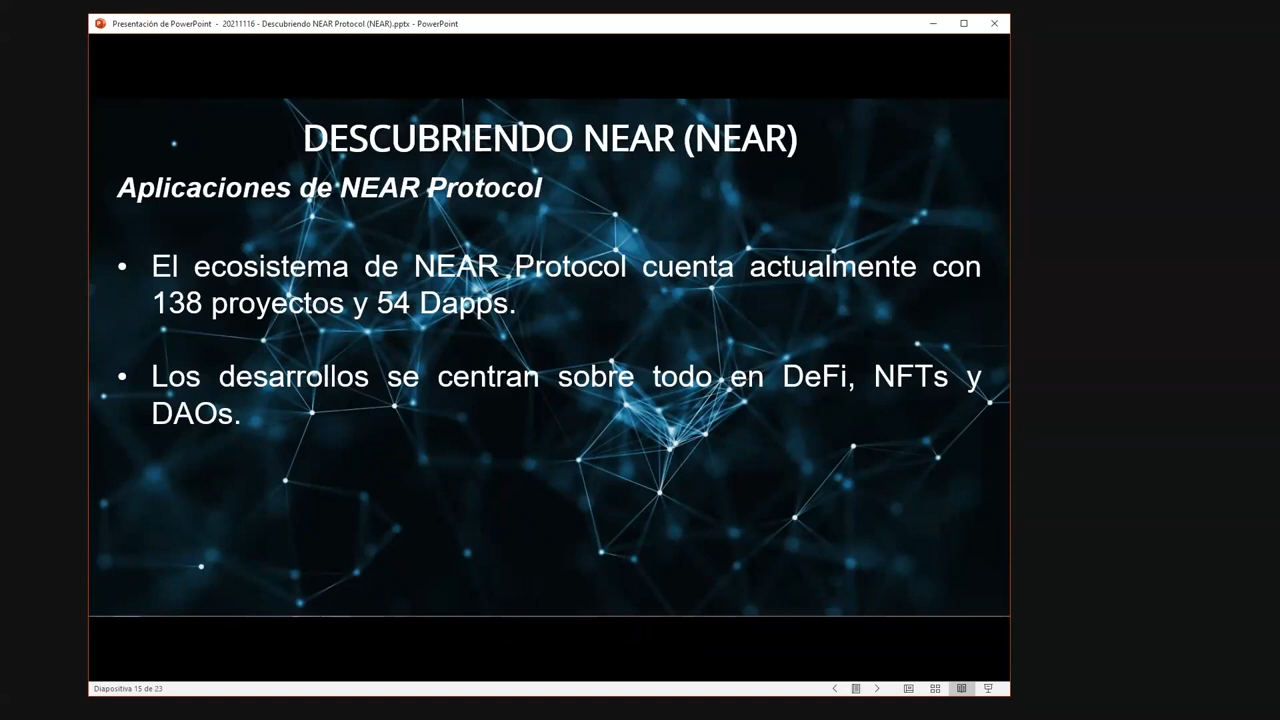 Presentación de PowerPoint - 20211116 - Descubriendo NEAR Protocol (NEAR).pptx - PowerPoint
DESCUBRIENDO NEAR (NEAR)
Aplicaciones de NEAR Protocol
• El ecosistema de NEAR Protocol cuenta actualmente con
138 proyectos y 54 Dapps.
• Los desarrollos se centran sobre todo en DeFi, NFTs y
DAOs.
Diapositiva 15 de 23